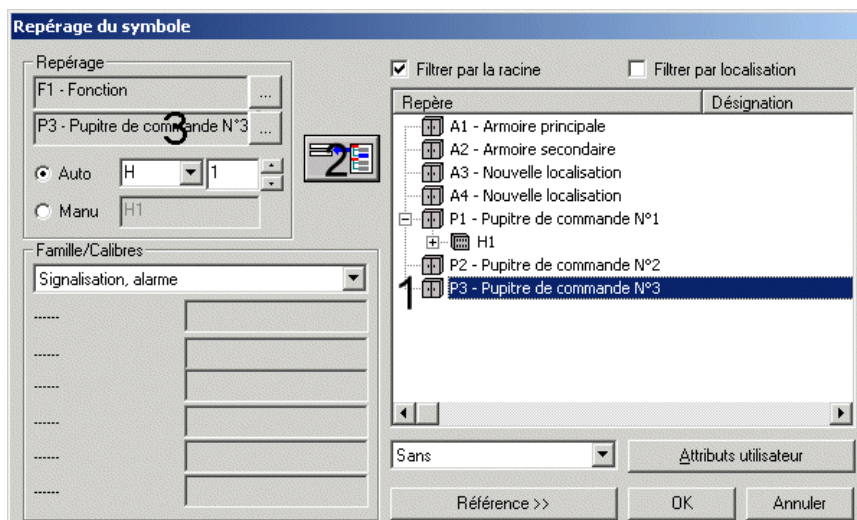 Repérage du symbole
Repérage
F1 - Fonction
...
P3 - Pupitre de commande N°3
...
3
Auto
H
1
Manu
H1
2
Famille/Calibres
Signalisation, alarme
------
------
------
------
------
------
Filtrer par la racine
Filtrer par localisation
Repère
Désignation
A1 - Armoire principale
A2 - Armoire secondaire
A3 - Nouvelle localisation
A4 - Nouvelle localisation
P1 - Pupitre de commande N°1
H1
P2 - Pupitre de commande N°2
1
P3 - Pupitre de commande N°3
Sans
Attributs utilisateur
Référence >>
OK
Annuler